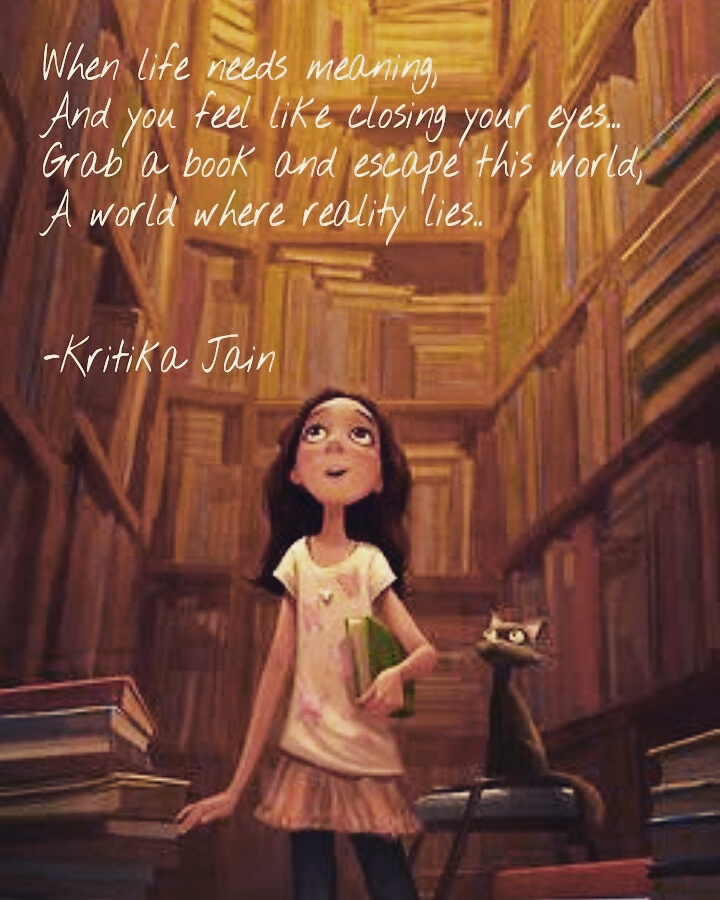 When life needs meaning,
And you feel like closing your eyes...
Grab a book and escape this world,
A world where reality lies..
-Kritika Jain